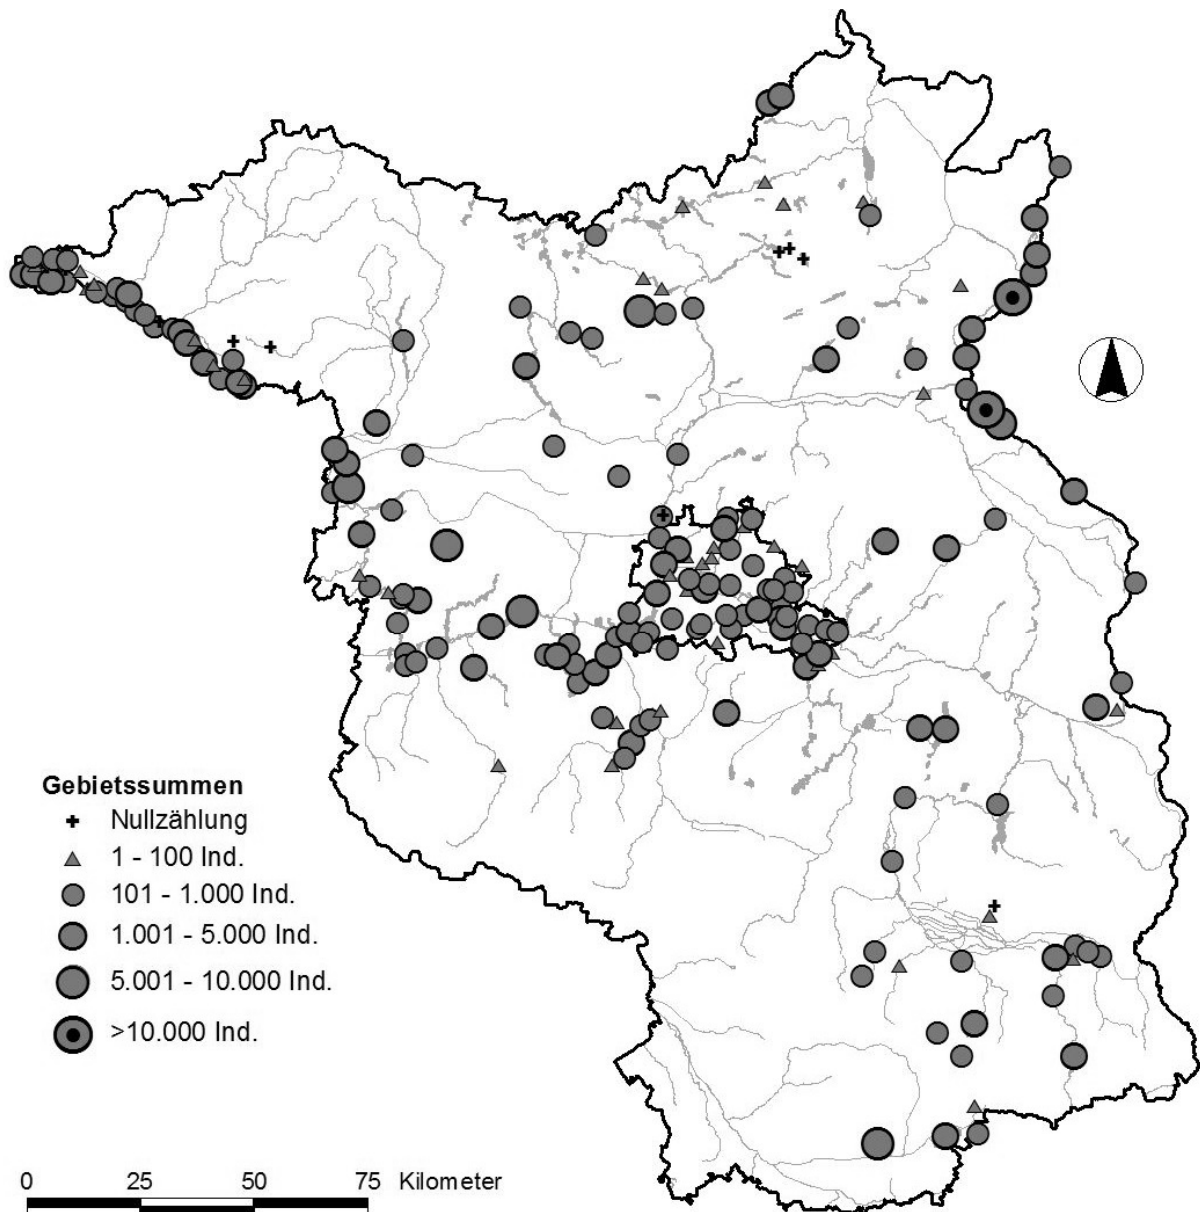 Gebietssummen
Nullzählung
1 - 100 Ind.
101 - 1.000 Ind.
1.001 - 5.000 Ind.
5.001 - 10.000 Ind.
>10.000 Ind.
0 25 50 75 Kilometer